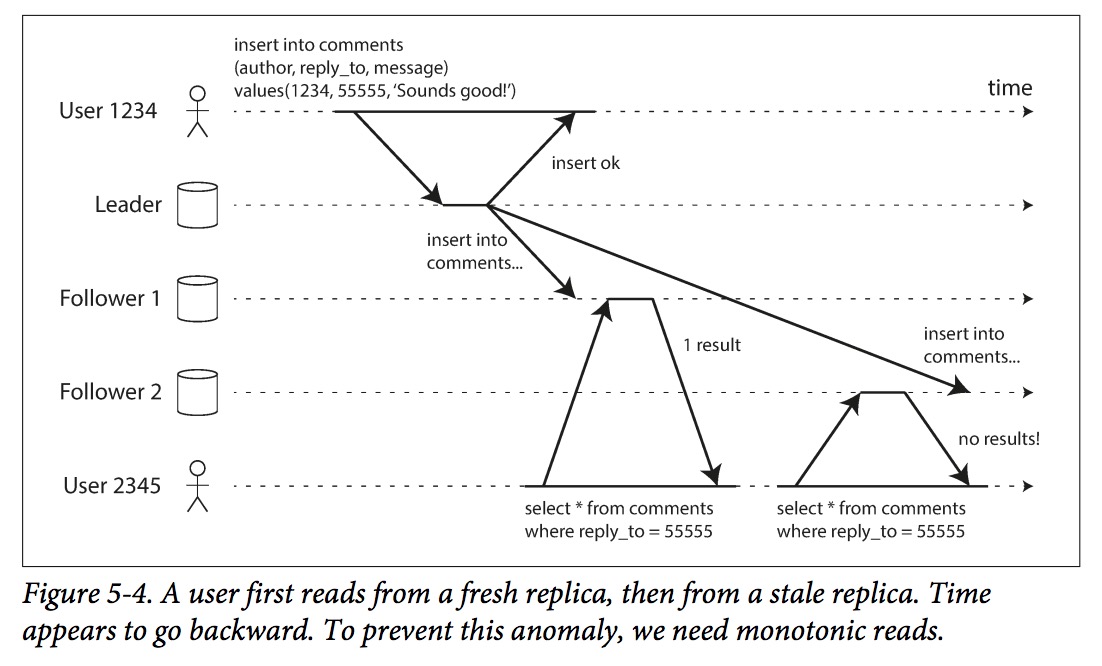 insert into comments
(author, reply_to, message)
values(1234, 55555, ‘Sounds good!’)
time
User 1234
insert ok
Leader
insert into
comments...
Follower 1
1 result
insert into
comments...
Follower 2
no results!
User 2345
select * from comments
where reply_to = 55555
select * from comments
where reply_to = 55555
Figure 5-4. A user first reads from a fresh replica, then from a stale replica. Time
appears to go backward. To prevent this anomaly, we need monotonic reads.